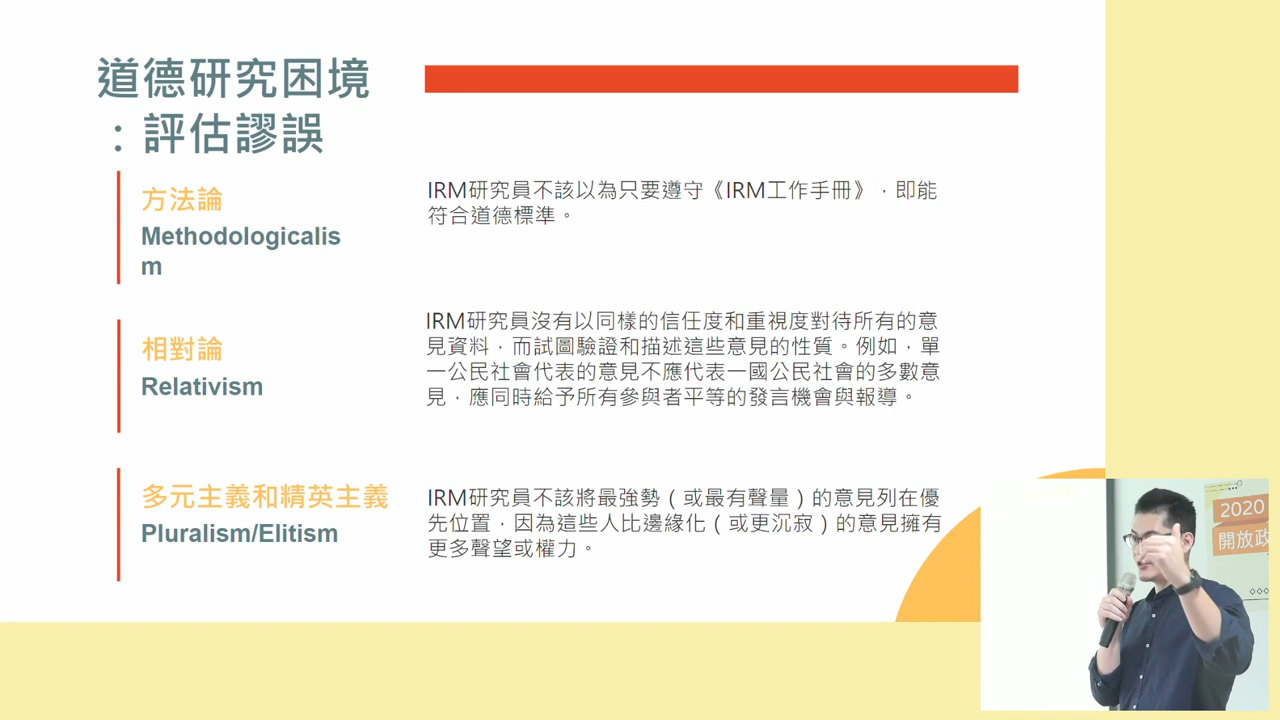 道德研究困境
：評估謬誤
方法論
Methodologicalis
m
IRM研究員不該以為只要遵守《IRM工作手冊》，即能
符合道德標準。
相對論
Relativism
IRM研究員沒有以同樣的信任度和重視度對待所有的意
見資料，而試圖驗證和描述這些意見的性質。例如，單
一公民社會代表的意見不應代表一國公民社會的多數意
見，應同時給予所有參與者平等的發言機會與報導。
多元主義和精英主義
Pluralism/Elitism
IRM研究員不該將最強勢（或最有聲量）的意見列在優
先位置，因為這些人比邊緣化（或更沉寂）的意見擁有
更多聲望或權力。
2020
開放政